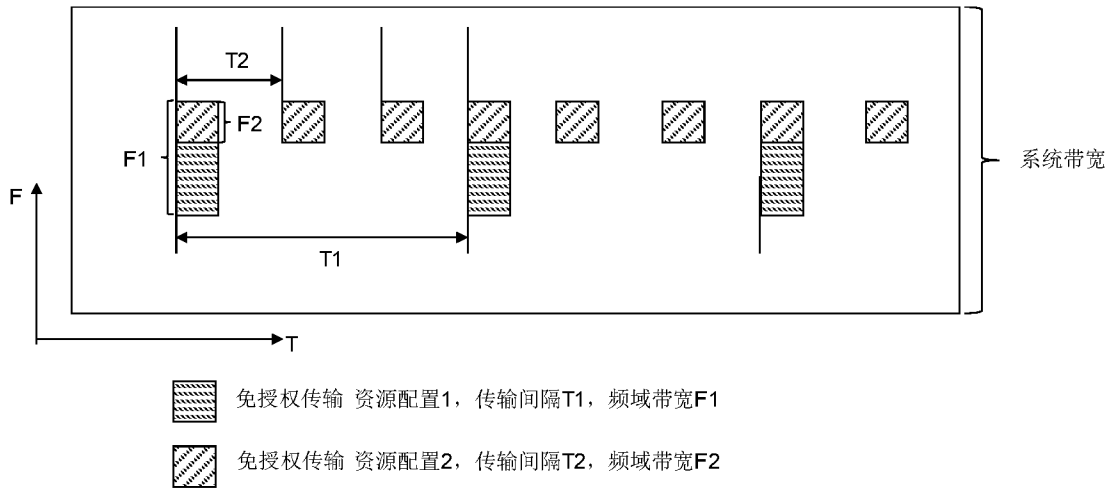 T2
F2
F1
系统带宽
F
T1
T
免授权传输 资源配置1，传输间隔T1，频域带宽F1
免授权传输 资源配置2，传输间隔T2，频域带宽F2